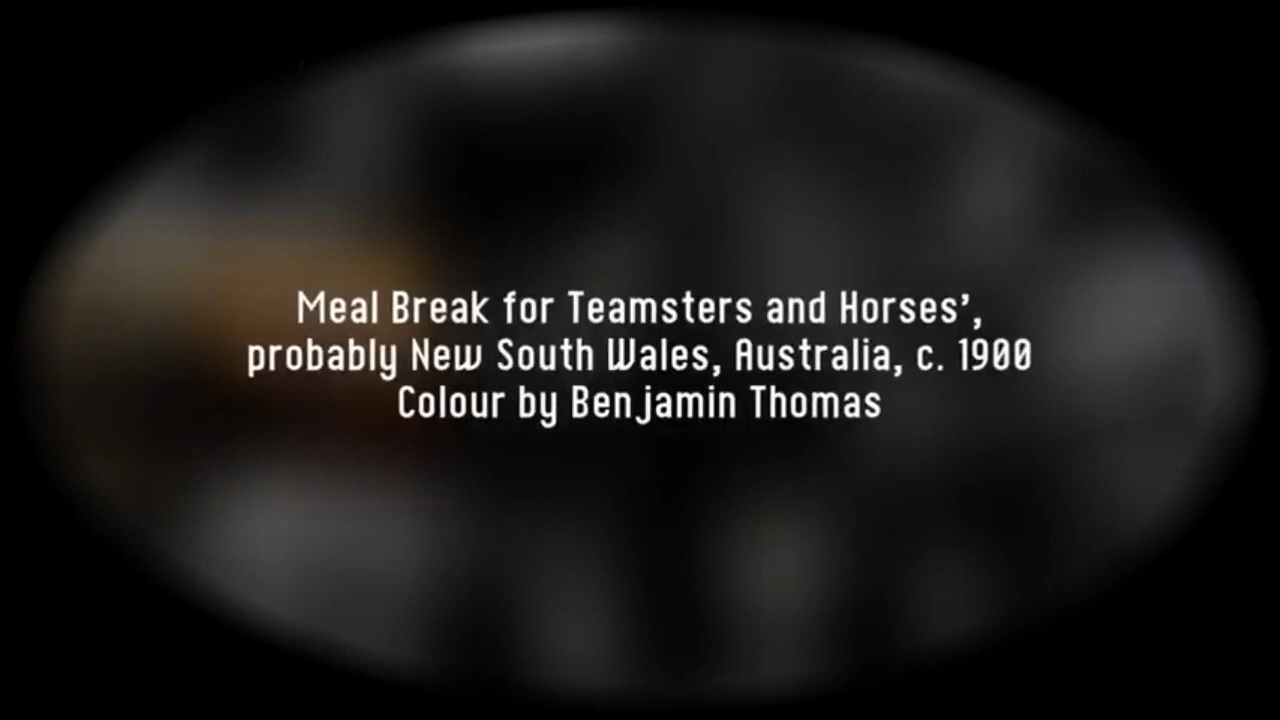 Meal Break for Teamsters and Horses’,
probably New South Wales, Australia, c. 1900
Colour by Benjamin Thomas